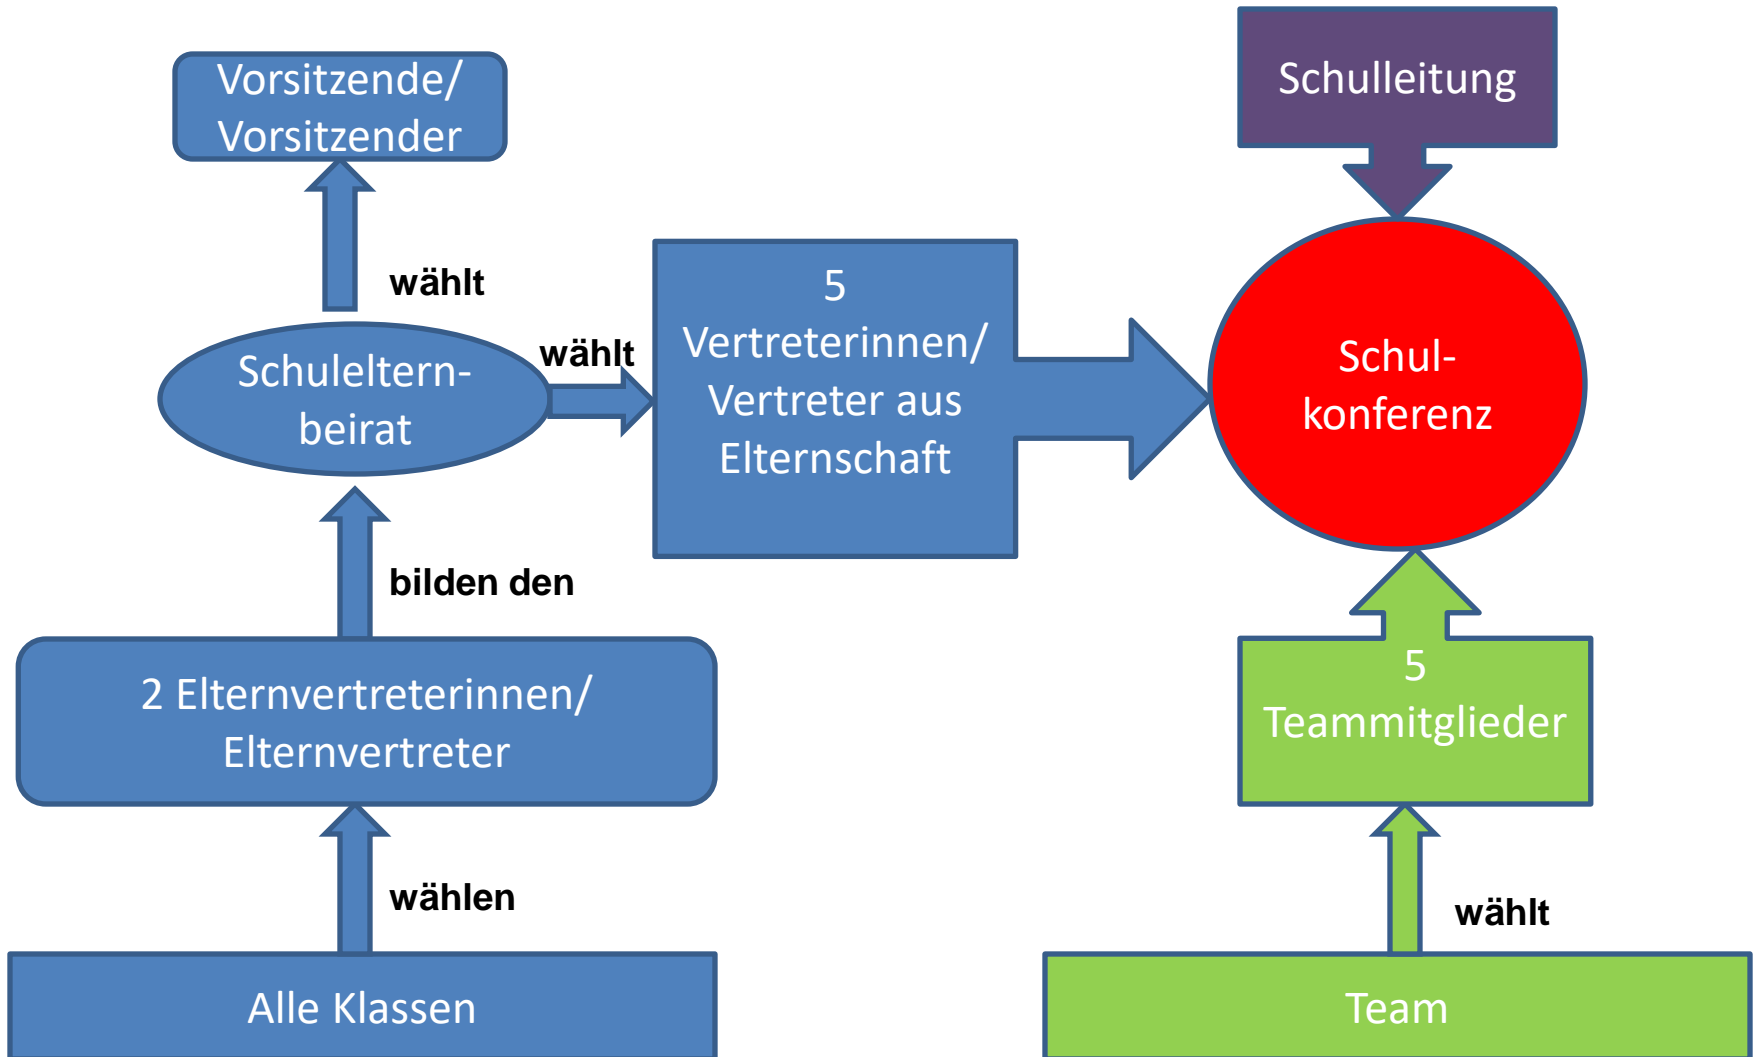 Vorsitzende/
Vorsitzender
Schulleitung
wählt
wählt
Schuleltern-
beirat
5
Vertreterinnen/
Vertreter aus
Elternschaft
Schul-
konferenz
bilden den
2 Elternvertreterinnen/
Elternvertreter
5
Teammitglieder
wählen
wählt
Alle Klassen
Team